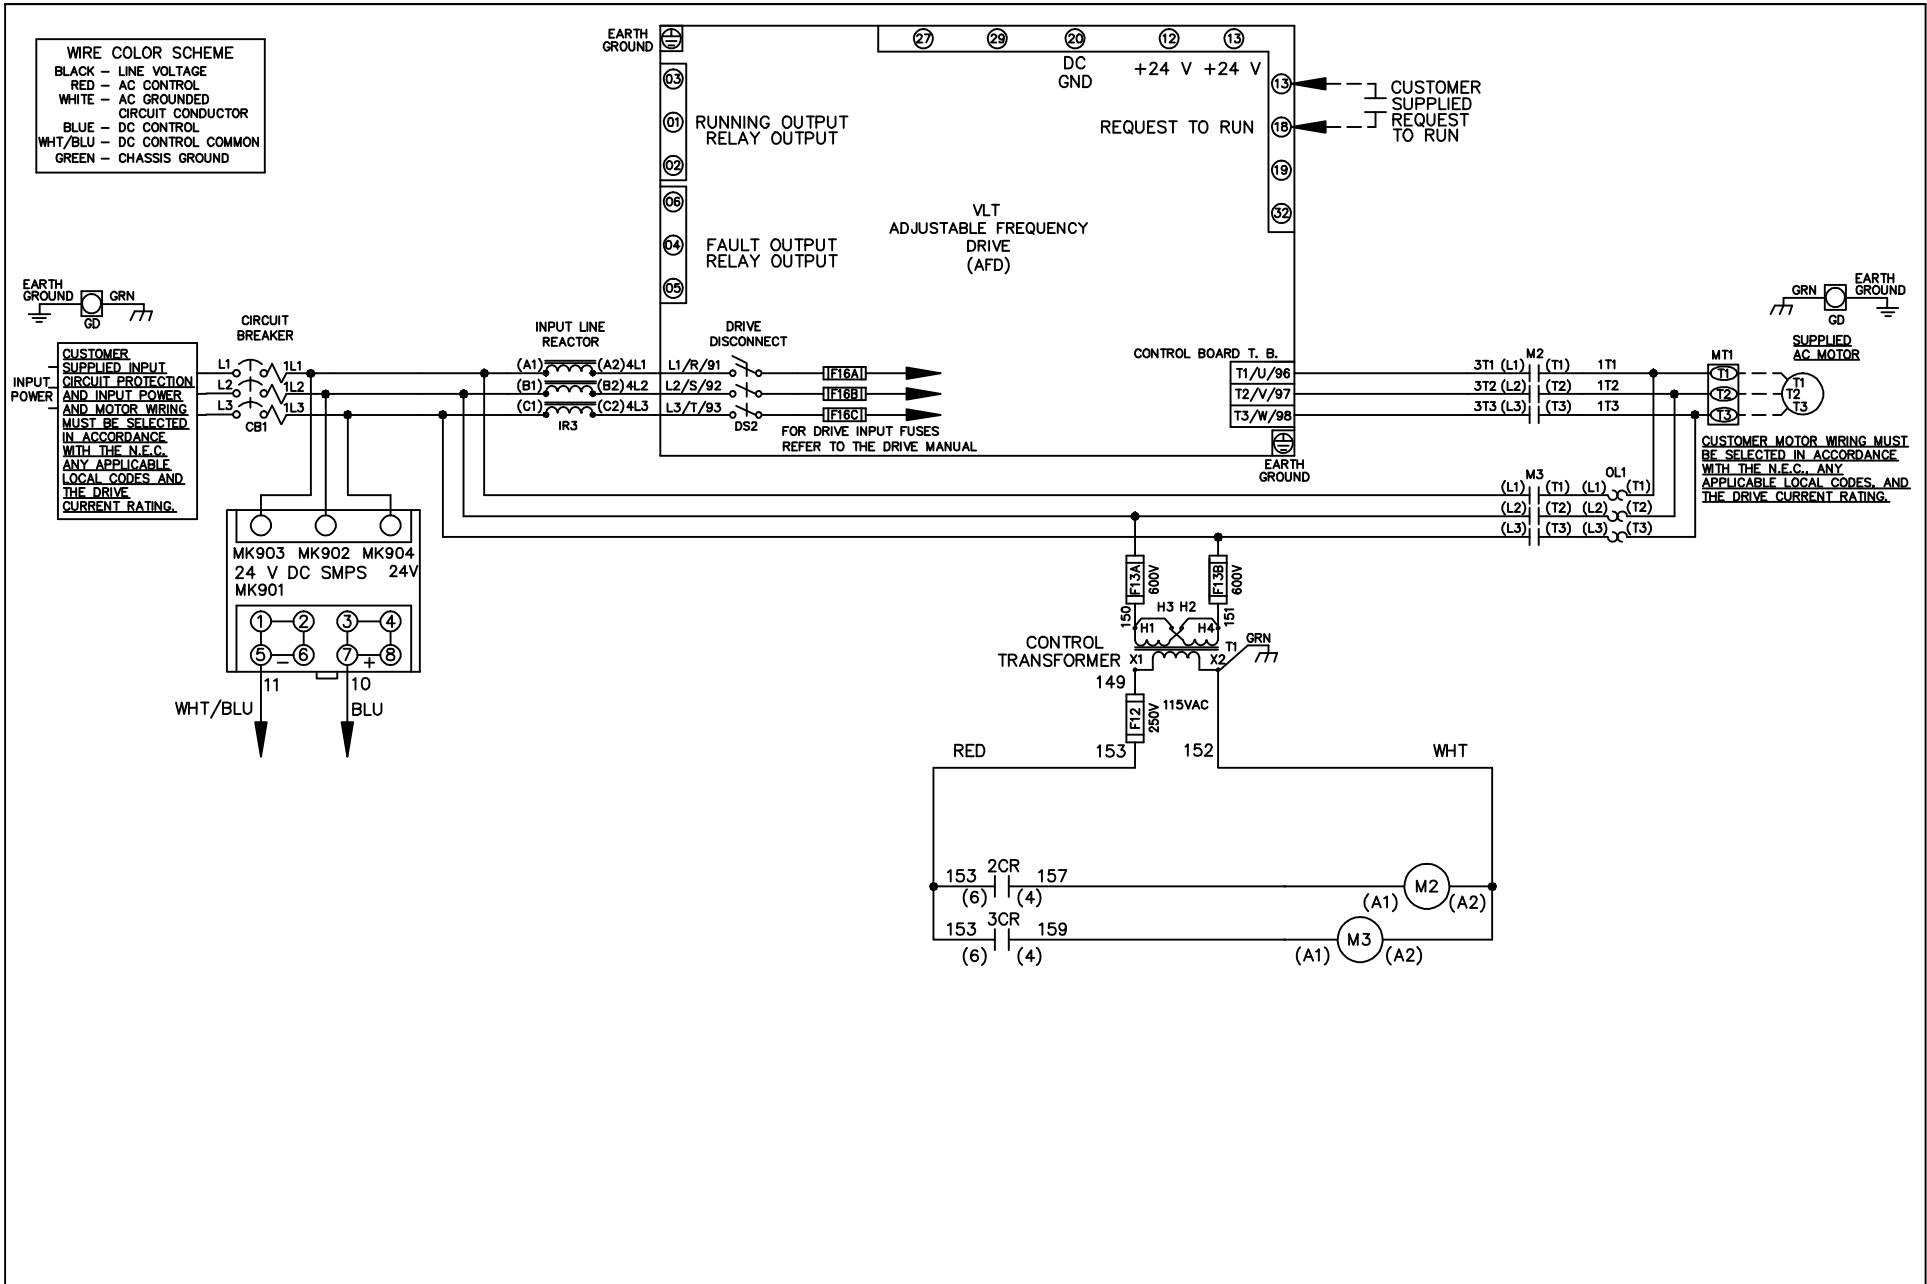 WIRE COLOR SCHEME
BLACK – LINE VOLTAGE
RED – AC CONTROL
WHITE – AC GROUNDED
CIRCUIT CONDUCTOR
BLUE – DC CONTROL
WHT/BLU – DC CONTROL COMMON
GREEN – CHASSIS GROUND
EARTH
GROUND
03
01
02
RUNNING OUTPUT
RELAY OUTPUT
06
04
05
FAULT OUTPUT
RELAY OUTPUT
27
29
20
12
13
DC
GND
+24 V
+24 V
13
18
19
32
REQUEST TO RUN
CUSTOMER
SUPPLIED
REQUEST
TO RUN
VLT
ADJUSTABLE FREQUENCY
DRIVE
(AFD)
EARTH
GROUND
GRN
GD
INPUT
POWER
CUSTOMER
SUPPLIED INPUT
CIRCUIT PROTECTION
AND INPUT POWER
AND MOTOR WIRING
MUST BE SELECTED
IN ACCORDANCE
WITH THE N.E.C.
ANY APPLICABLE
LOCAL CODES AND
THE DRIVE
CURRENT RATING.
CIRCUIT
BREAKER
L1
1L1
L2
1L2
L3
1L3
CB1
INPUT LINE
REACTOR
(A1)
(A2)
4L1
(B1)
(B2)
4L2
(C1)
(C2)
4L3
IR3
DRIVE
DISCONNECT
L1/R/91
L2/S/92
L3/T/93
DS2
F16A
F16B
F16C
FOR DRIVE INPUT FUSES
REFER TO THE DRIVE MANUAL
CONTROL BOARD T. B.
T1/U/96
T2/V/97
T3/W/98
EARTH
GROUND
M2
3T1 (L1) (T1) 1T1
3T2 (L2) (T2) 1T2
3T3 (L3) (T3) 1T3
MT1
T1
T2
T3
GRN
EARTH
GROUND
GD
SUPPLIED
AC MOTOR
T1
T2
T3
CUSTOMER MOTOR WIRING MUST
BE SELECTED IN ACCORDANCE
WITH THE N.E.C., ANY
APPLICABLE LOCAL CODES, AND
THE DRIVE CURRENT RATING.
M3
OL1
(L1) (T1) (L1) (T1)
(L2) (T2) (L2) (T2)
(L3) (T3) (L3) (T3)
MK903 MK902 MK904
24 V DC SMPS 24V
MK901
1
2
3
4
5
–
6
7
+
8
11
10
WHT/BLU
BLU
F13A
600V
F13B
600V
150
151
H3 H2
H1
H4
CONTROL
TRANSFORMER
X1
X2
T1
GRN
149
F12
250V
115VAC
RED
153
152
WHT
2CR
153
157
(6)
(4)
M2
(A1)
(A2)
3CR
153
159
(6)
(4)
M3
(A1)
(A2)